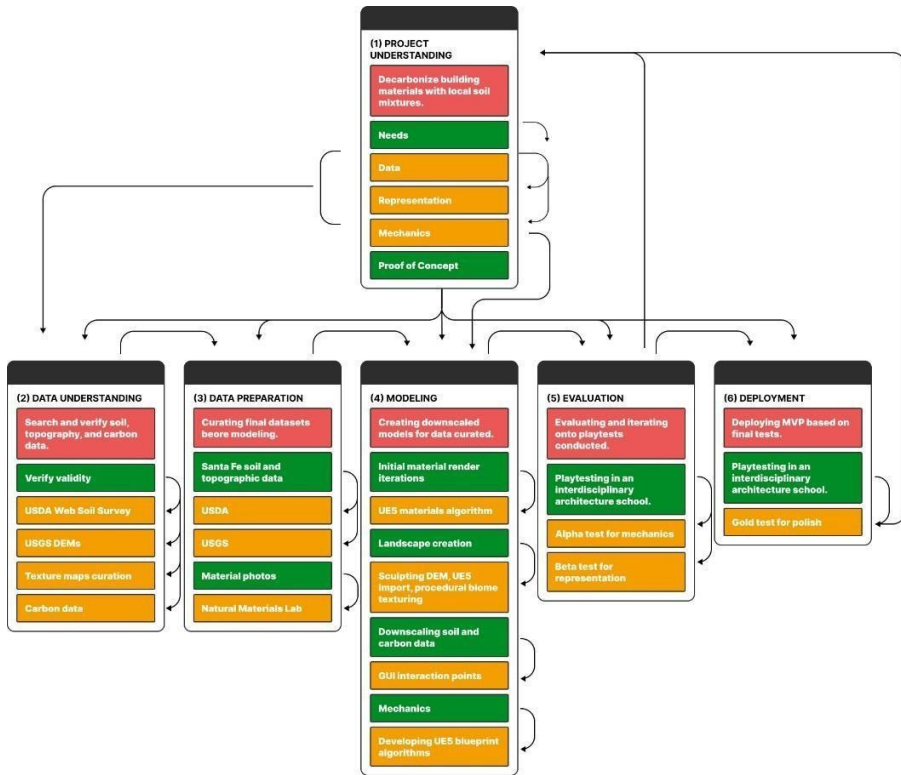 (1) PROJECT
UNDERSTANDING
Decarbonize building
materials with local soil
mixtures.
Needs
Data
Representation
Mechanics
Proof of Concept
(2) DATA UNDERSTANDING
Search and verify soil,
topography, and carbon
data.
Verify validity
USDA Web Soil Survey
USGS DEMs
Texture maps curation
Carbon data
(3) DATA PREPARATION
Curating final datasets
beore modeling.
Santa Fe soil and
topographic data
USDA
USGS
Material photos
Natural Materials Lab
(4) MODELING
Creating downscaled
models for data curated.
Initial material render
iterations
UE5 materials algorithm
Landscape creation
Sculpting DEM, UE5
import, procedural biome
texturing
Downscaling soil and
carbon data
GUI interaction points
Mechanics
Developing UE5 blueprint
algorithms
(5) EVALUATION
Evaluating and iterating
onto playtests
conducted.
Playtesting in an
interdisciplinary
architecture school.
Alpha test for mechanics
Beta test for
representation
(6) DEPLOYMENT
Deploying MVP based on
final tests.
Playtesting in an
interdisciplinary
architecture school.
Gold test for polish